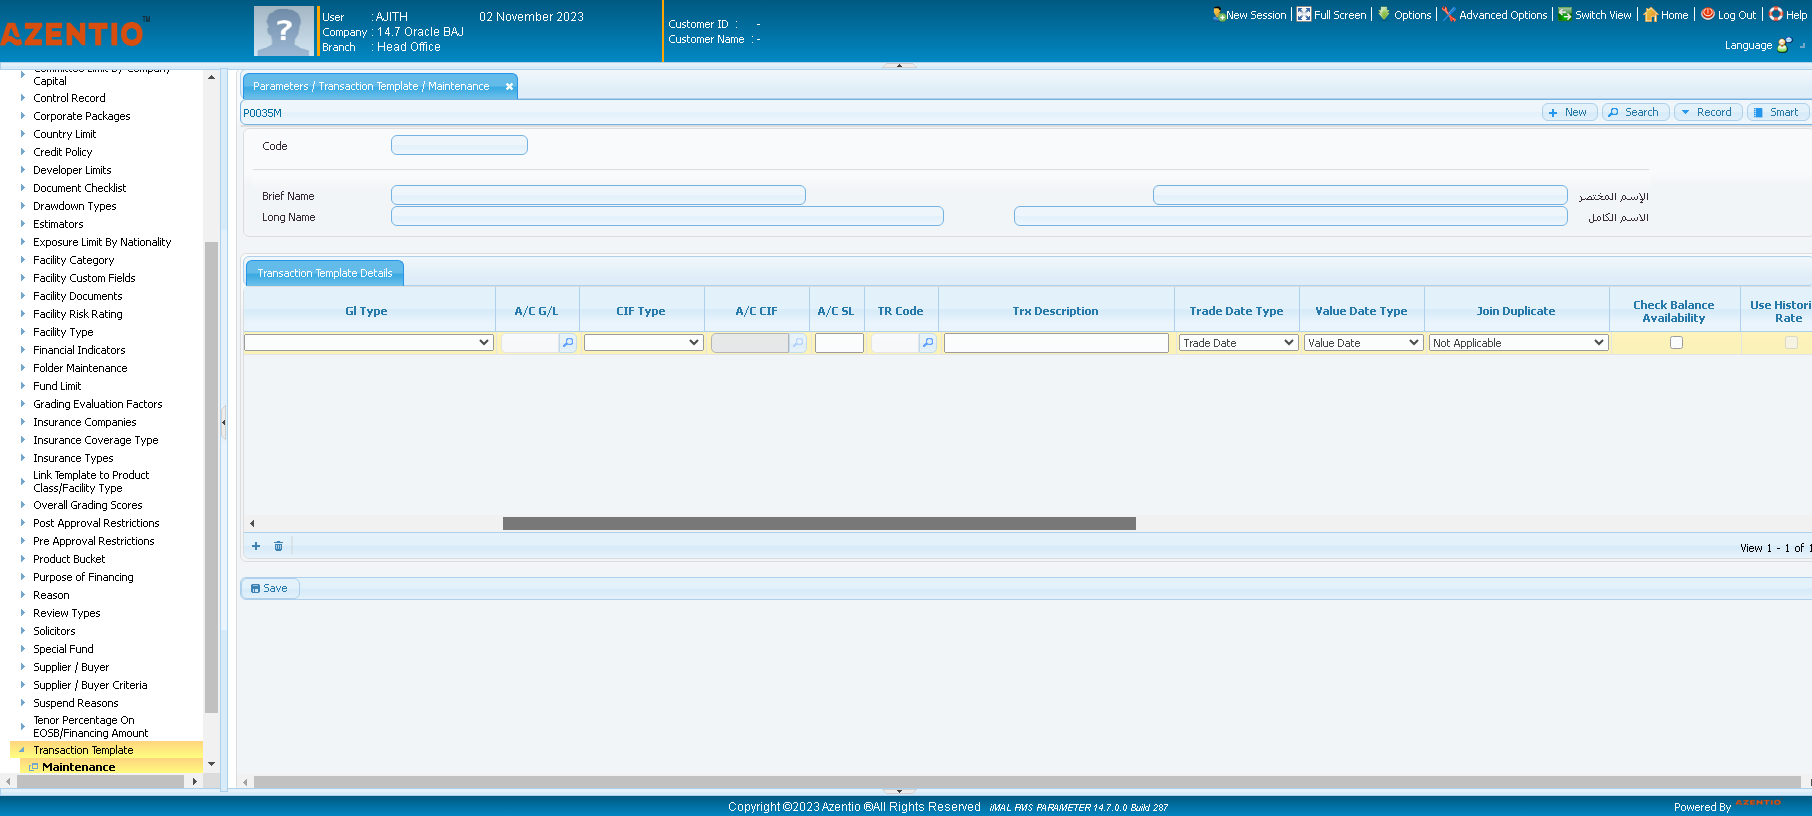 AZENTIO™
User : AJITH 02 November 2023
Company : 14.7 Oracle BAJ
Branch : Head Office
Customer ID : -
Customer Name : -
New Session Full Screen Options Advanced Options Switch View Home Log Out Help
Language
Committee Limit By Company
Capital
Control Record
Corporate Packages
Country Limit
Credit Policy
Developer Limits
Document Checklist
Drawdown Types
Estimators
Exposure Limit By Nationality
Facility Category
Facility Custom Fields
Facility Documents
Facility Risk Rating
Facility Type
Financial Indicators
Folder Maintenance
Fund Limit
Grading Evaluation Factors
Insurance Companies
Insurance Coverage Type
Insurance Types
Link Template to Product
Class/Facility Type
Overall Grading Scores
Post Approval Restrictions
Pre Approval Restrictions
Product Bucket
Purpose of Financing
Reason
Review Types
Solicitors
Special Fund
Supplier / Buyer
Supplier / Buyer Criteria
Suspend Reasons
Tenor Percentage On
EOSB/Financing Amount
Transaction Template
Maintenance
Parameters / Transaction Template / Maintenance
P0035M
New Search Record Smart
Code
Brief Name الإسم المختصر
Long Name الاسم الكامل
Transaction Template Details
Gl Type A/C G/L CIF Type A/C CIF A/C SL TR Code Trx Description Trade Date Type Value Date Type Join Duplicate Check Balance Availability Use Histori Rate
Trade Date Value Date Not Applicable
View 1 - 1 of 1
Save
Copyright ©2023 Azentio ®All Rights Reserved iMAL PMS PARAMETER 14.7.0.0 Build 287
Powered By AZENTIO